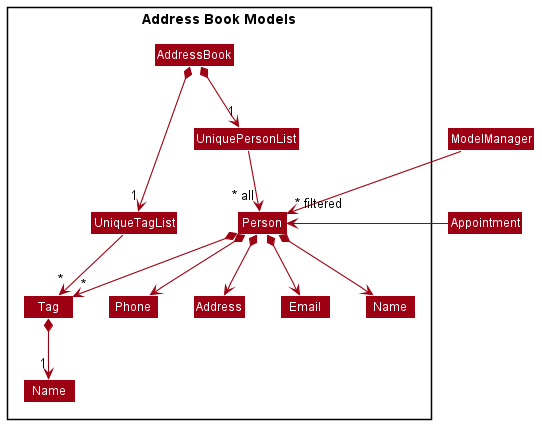 Address Book Models
AddressBook
1
UniquePersonList
ModelManager
1
* all
* filtered
UniqueTagList
Person
Appointment
*
*
Tag
Phone
Address
Email
Name
1
Name